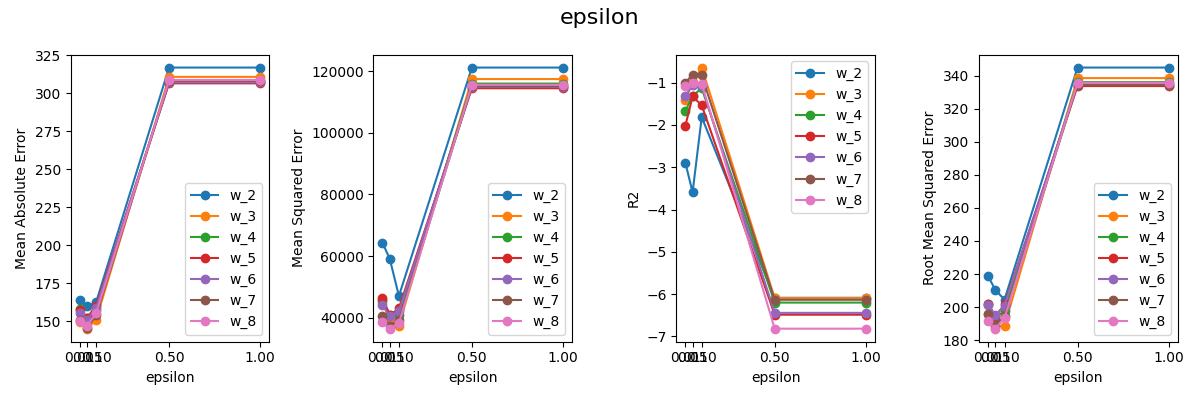 epsilon
Mean Absolute Error
325
300
275
250
225
200
175
150
0.50
1.00
epsilon
w_2
w_3
w_4
w_5
w_6
w_7
w_8
Mean Squared Error
120000
100000
80000
60000
40000
0.50
1.00
epsilon
w_2
w_3
w_4
w_5
w_6
w_7
w_8
R2
−1
−2
−3
−4
−5
−6
−7
0.50
1.00
epsilon
w_2
w_3
w_4
w_5
w_6
w_7
w_8
Root Mean Squared Error
340
320
300
280
260
240
220
200
180
0.50
1.00
epsilon
w_2
w_3
w_4
w_5
w_6
w_7
w_8